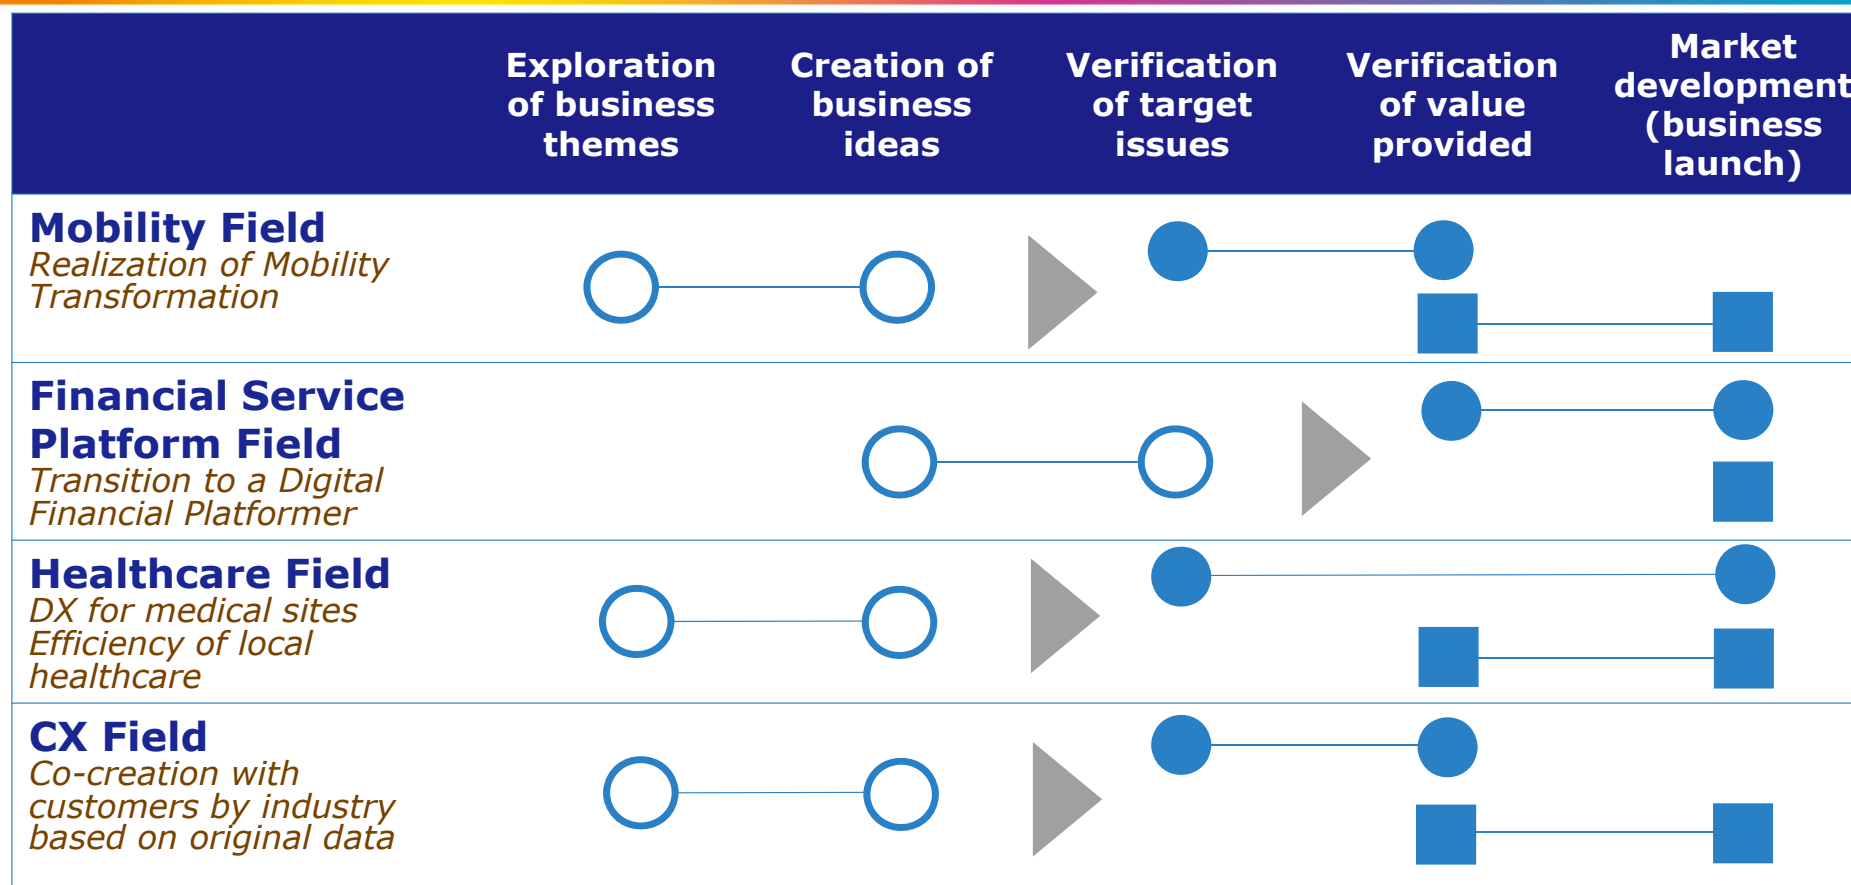 Exploration
of business
themes
Creation of
business
ideas
Verification
of target
issues
Verification
of value
provided
Market
development
(business
launch)
Mobility Field
Realization of Mobility
Transformation
Financial Service
Platform Field
Transition to a Digital
Financial Platformer
Healthcare Field
DX for medical sites
Efficiency of local
healthcare
CX Field
Co-creation with
customers by industry
based on original data